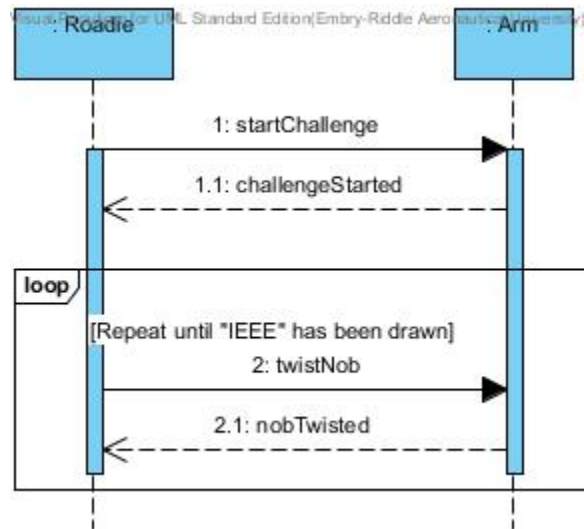 Visual Paradigm for UML Standard Edition(Embry-Riddle Aeronautical University)
: Roadie
: Arm
1: startChallenge
1.1: challengeStarted
loop
[Repeat until "IEEE" has been drawn]
2: twistNob
2.1: nobTwisted